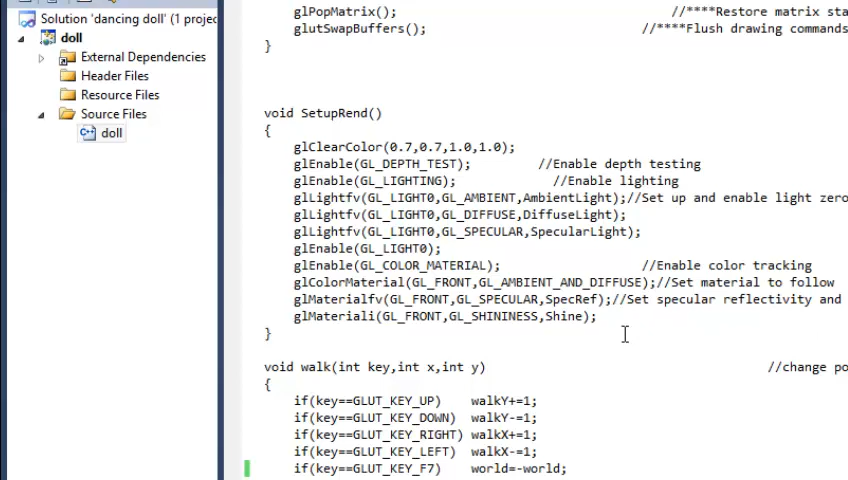 Solution 'dancing doll' (1 projec
doll
External Dependencies
Header Files
Resource Files
Source Files
doll
glPopMatrix(); //****Restore matrix sta
glutSwapBuffers(); //****Flush drawing commands
}
void SetupRend()
{
glClearColor(0.7,0.7,1.0,1.0);
glEnable(GL_DEPTH_TEST); //Enable depth testing
glEnable(GL_LIGHTING); //Enable lighting
glLightfv(GL_LIGHT0,GL_AMBIENT,AmbientLight);//Set up and enable light zero
glLightfv(GL_LIGHT0,GL_DIFFUSE,DiffuseLight);
glLightfv(GL_LIGHT0,GL_SPECULAR,SpecularLight);
glEnable(GL_LIGHT0);
glEnable(GL_COLOR_MATERIAL); //Enable color tracking
glColorMaterial(GL_FRONT,GL_AMBIENT_AND_DIFFUSE);//Set material to follow
glMaterialfv(GL_FRONT,GL_SPECULAR,SpecRef);//Set specular reflectivity and
glMateriali(GL_FRONT,GL_SHININESS,Shine);
}
void walk(int key,int x,int y) //change po
{
if(key==GLUT_KEY_UP) walkY+=1;
if(key==GLUT_KEY_DOWN) walkY-=1;
if(key==GLUT_KEY_RIGHT) walkX+=1;
if(key==GLUT_KEY_LEFT) walkX-=1;
if(key==GLUT_KEY_F7) world=-world;